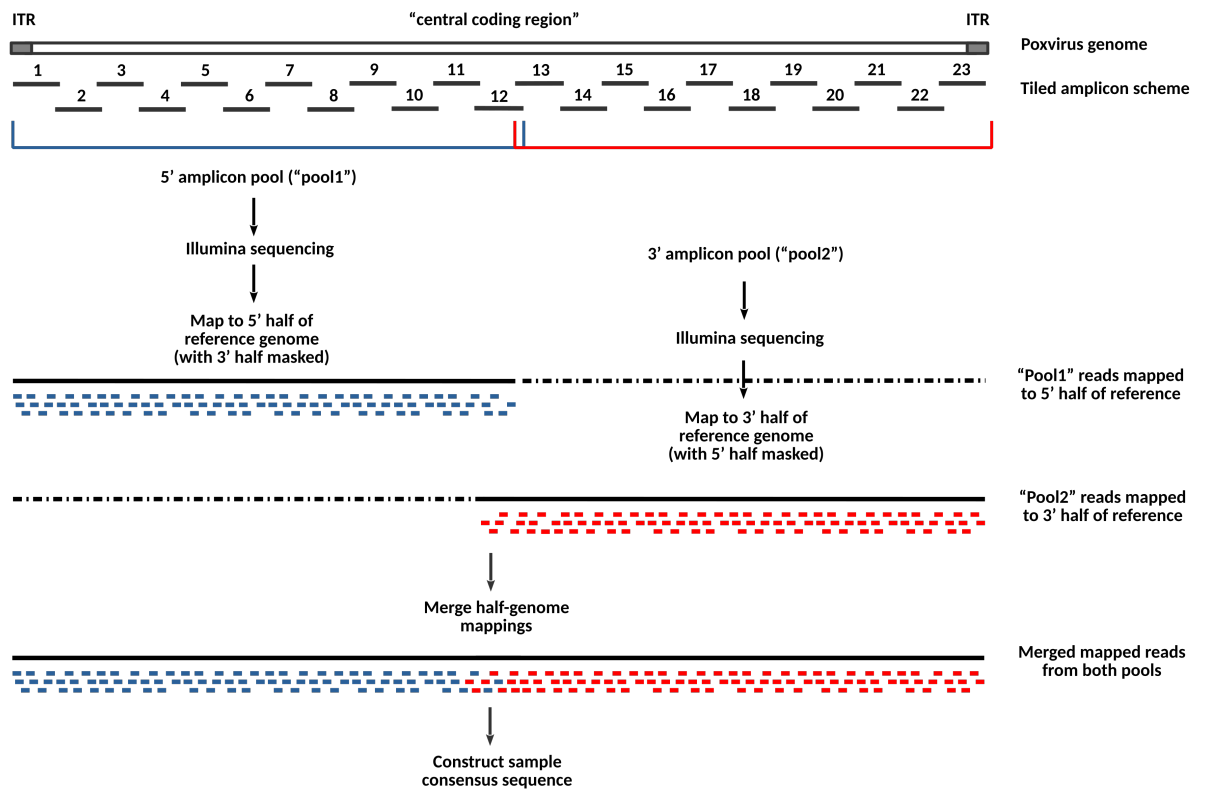 ITR “central coding region” ITR
Poxvirus genome
1 3 5 7 9 11 13 15 17 19 21 23
Tiled amplicon scheme
2 4 6 8 10 12 14 16 18 20 22
5’ amplicon pool (“pool1”)
Illumina sequencing
Map to 5’ half of
reference genome
(with 3’ half masked)
3’ amplicon pool (“pool2”)
Illumina sequencing
Map to 3’ half of
reference genome
(with 5’ half masked)
“Pool1” reads mapped
to 5’ half of reference
“Pool2” reads mapped
to 3’ half of reference
Merge half-genome
mappings
Merged mapped reads
from both pools
Construct sample
consensus sequence